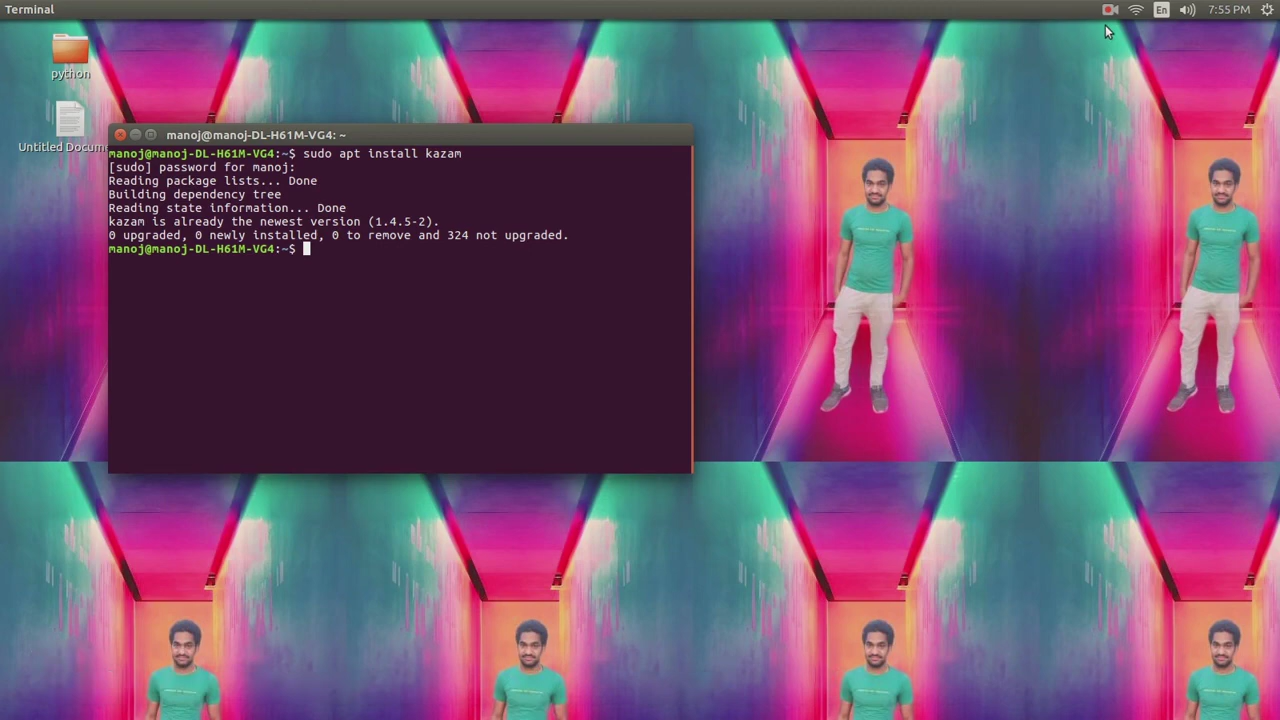 Terminal
En
7:55 PM
python
Untitled Docum
manoj@manoj-DL-H61M-VG4: ~
manoj@manoj-DL-H61M-VG4:~$ sudo apt install kazam
[sudo] password for manoj:
Reading package lists... Done
Building dependency tree
Reading state information... Done
kazam is already the newest version (1.4.5-2).
0 upgraded, 0 newly installed, 0 to remove and 324 not upgraded.
manoj@manoj-DL-H61M-VG4:~$